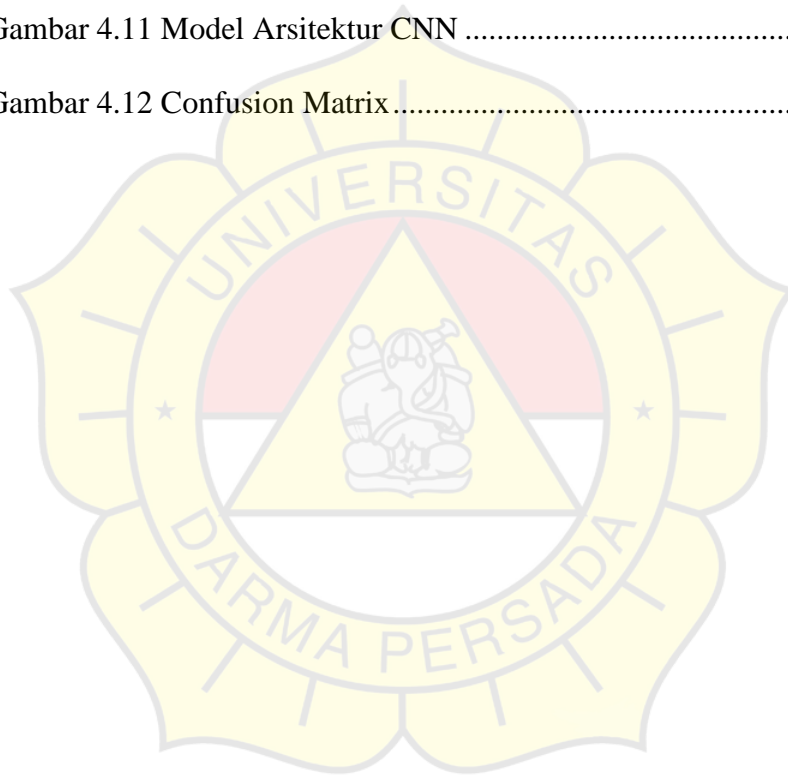 Gambar 4.11 Model Arsitektur CNN ........................................
Gambar 4.12 Confusion Matrix ..................................................
UNIVERSITAS
DARMA PERSADA